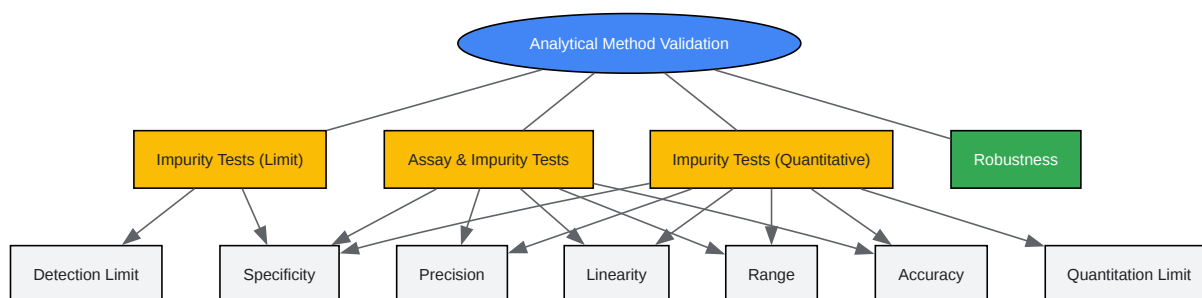 Analytical Method Validation
Impurity Tests (Limit)
Assay & Impurity Tests
Impurity Tests (Quantitative)
Robustness
Detection Limit
Specificity
Precision
Linearity
Range
Accuracy
Quantitation Limit